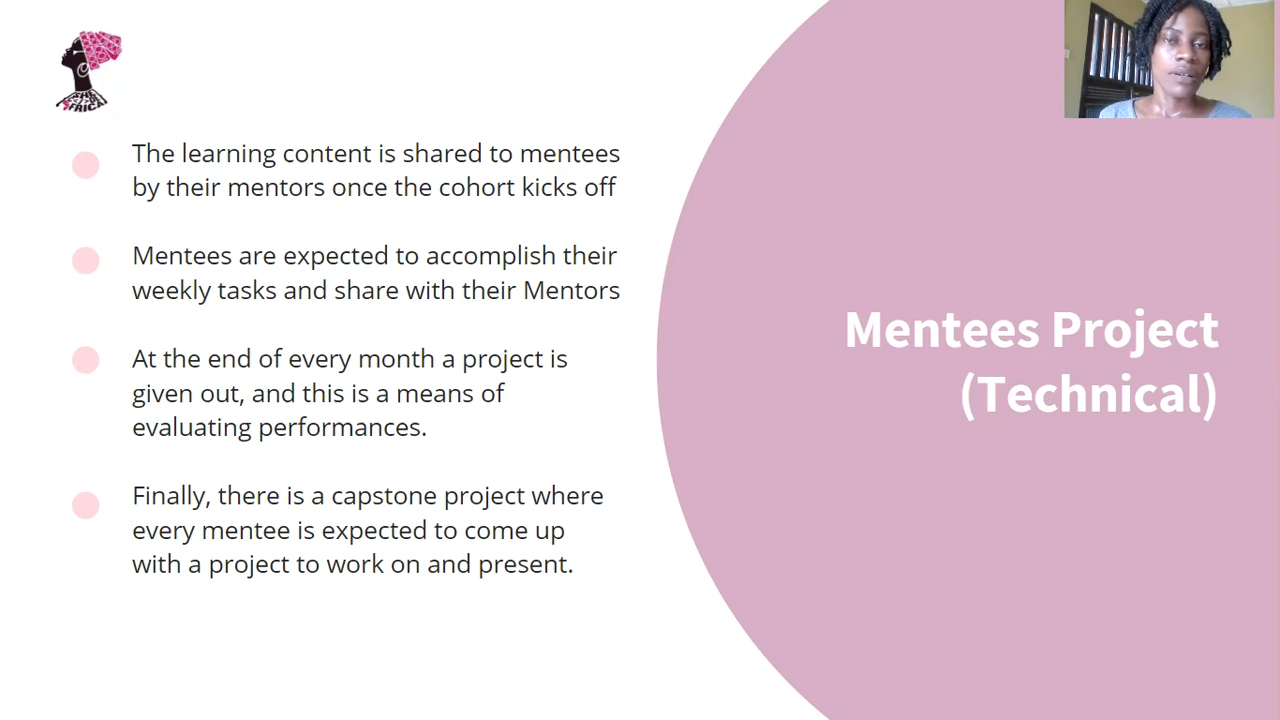 The learning content is shared to mentees
by their mentors once the cohort kicks off
Mentees are expected to accomplish their
weekly tasks and share with their Mentors
At the end of every month a project is
given out, and this is a means of
evaluating performances.
Finally, there is a capstone project where
every mentee is expected to come up
with a project to work on and present.
Mentees Project
(Technical)